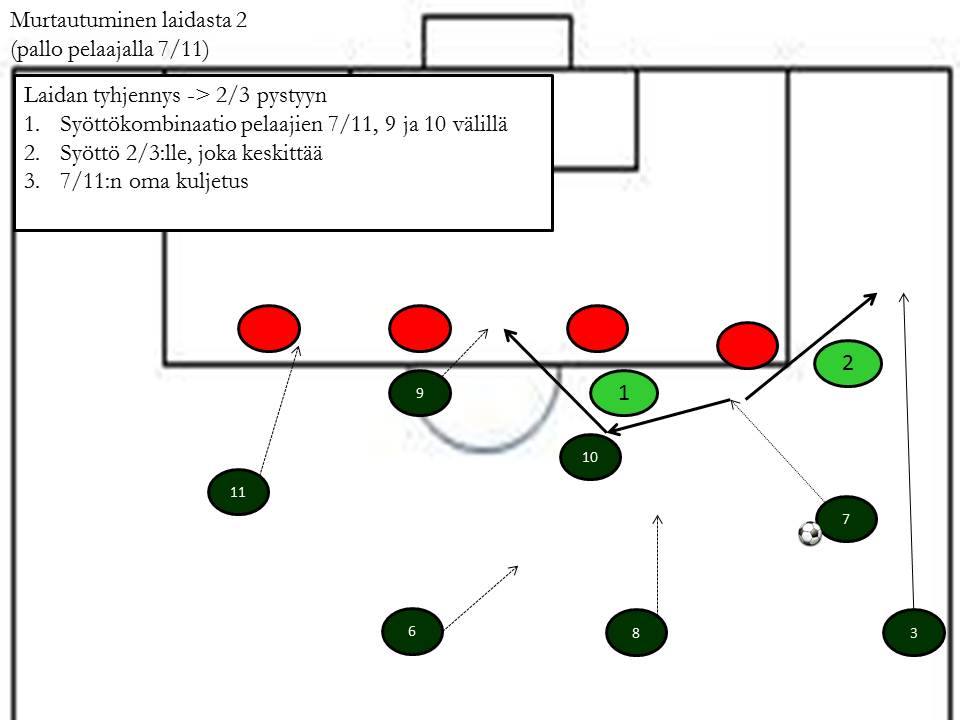 Murtautuminen laidasta 2
(pallo pelaajalla 7/11)
Laidan tyhjennys -> 2/3 pystyyn
1. Syöttökombinaatio pelaajien 7/11, 9 ja 10 välillä
2. Syöttö 2/3:lle, joka keskittää
3. 7/11:n oma kuljetus
2
9
1
10
11
7
6
8
3